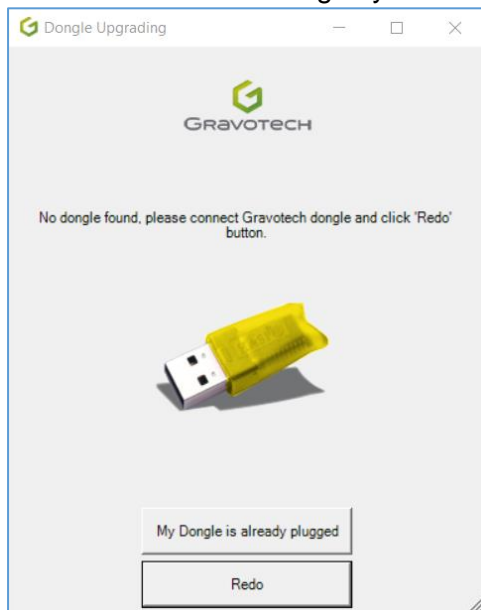 Dongle Upgrading
GRAVOTECH
No dongle found, please connect Gravotech dongle and click 'Redo'
button.
My Dongle is already plugged
Redo